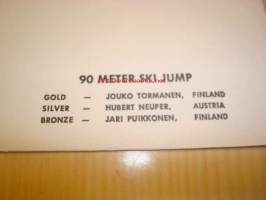 90 METER SKI JUMP
GOLD — JOUKO TORMANEN, FINLAND
SILVER — HUBERT NEUPER, AUSTRIA
BRONZE — JARI PUIKKONEN, FINLAND